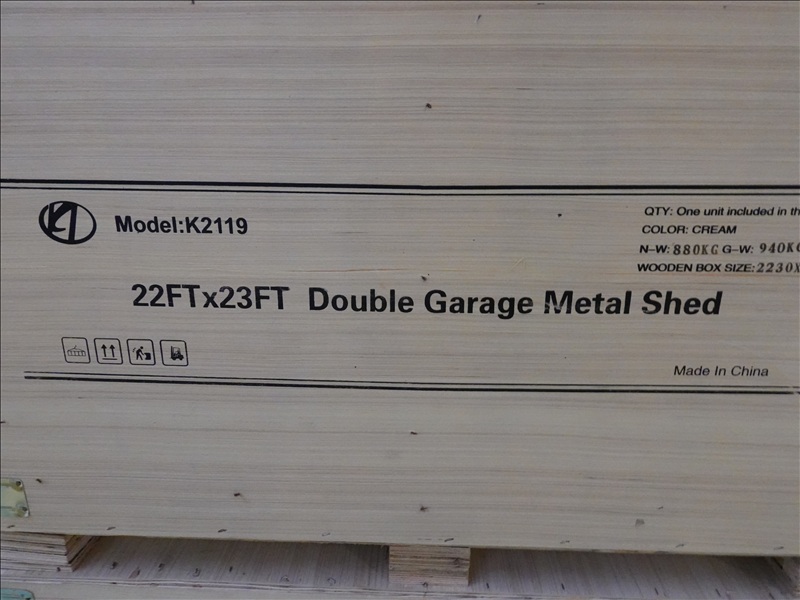 Model:K2119
QTY: One unit included in th
COLOR: CREAM
N-W: 880KG G-W: 940KG
WOODEN BOX SIZE: 2230X
22FTx23FT Double Garage Metal Shed
Made In China